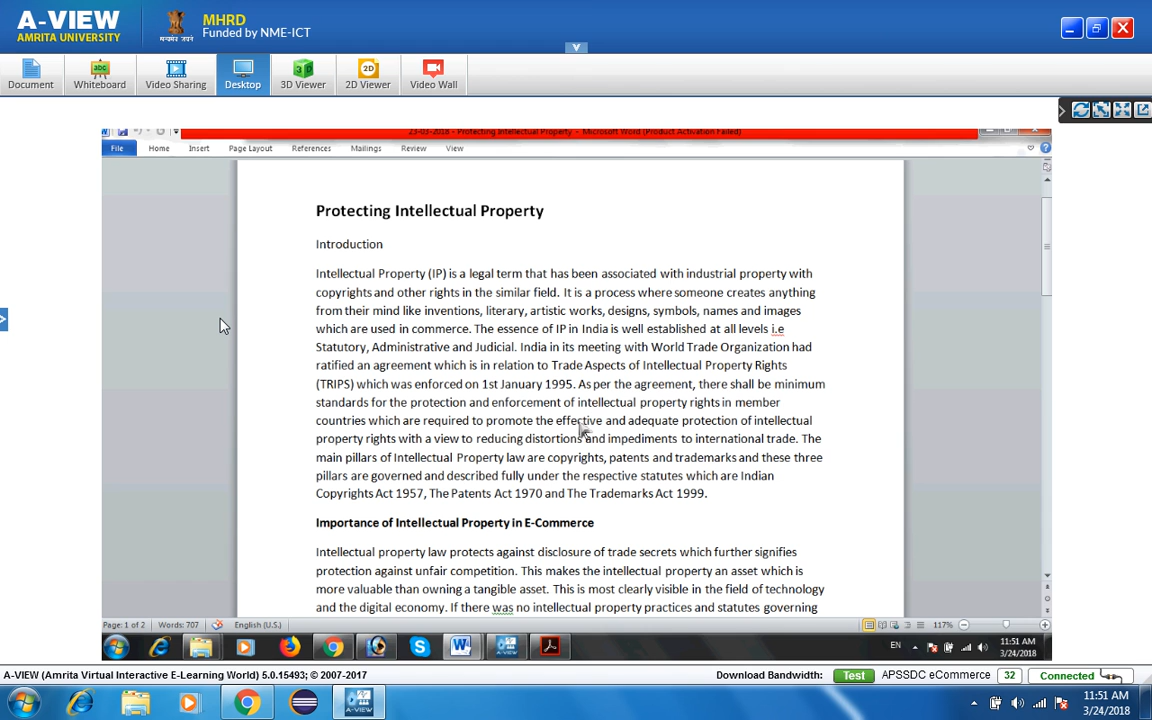 A-VIEW
AMRITA UNIVERSITY
MHRD
Funded by NME-ICT
Document
Whiteboard
Video Sharing
Desktop
3D Viewer
2D Viewer
Video Wall
23-03-2018 - Protecting Intellectual Property - Microsoft Word (Product Activation Failed)
File Home Insert Page Layout References Mailings Review View
Protecting Intellectual Property
Introduction
Intellectual Property (IP) is a legal term that has been associated with industrial property with
copyrights and other rights in the similar field. It is a process where someone creates anything
from their mind like inventions, literary, artistic works, designs, symbols, names and images
which are used in commerce. The essence of IP in India is well established at all levels i.e
Statutory, Administrative and Judicial. India in its meeting with World Trade Organization had
ratified an agreement which is in relation to Trade Aspects of Intellectual Property Rights
(TRIPS) which was enforced on 1st January 1995. As per the agreement, there shall be minimum
standards for the protection and enforcement of intellectual property rights in member
countries which are required to promote the effective and adequate protection of intellectual
property rights with a view to reducing distortions and impediments to international trade. The
main pillars of Intellectual Property law are copyrights, patents and trademarks and these three
pillars are governed and described fully under the respective statutes which are Indian
Copyrights Act 1957, The Patents Act 1970 and The Trademarks Act 1999.
Importance of Intellectual Property in E-Commerce
Intellectual property law protects against disclosure of trade secrets which further signifies
protection against unfair competition. This makes the intellectual property an asset which is
more valuable than owning a tangible asset. This is most clearly visible in the field of technology
and the digital economy. If there was no intellectual property practices and statutes governing
Page: 1 of 2 Words: 707 English (U.S.) 117%
EN 11:51 AM
3/24/2018
A-VIEW (Amrita Virtual Interactive E-Learning World) 5.0.15493; © 2007-2017 Download Bandwidth: Test APSSDC eCommerce 32 Connected
11:51 AM
3/24/2018